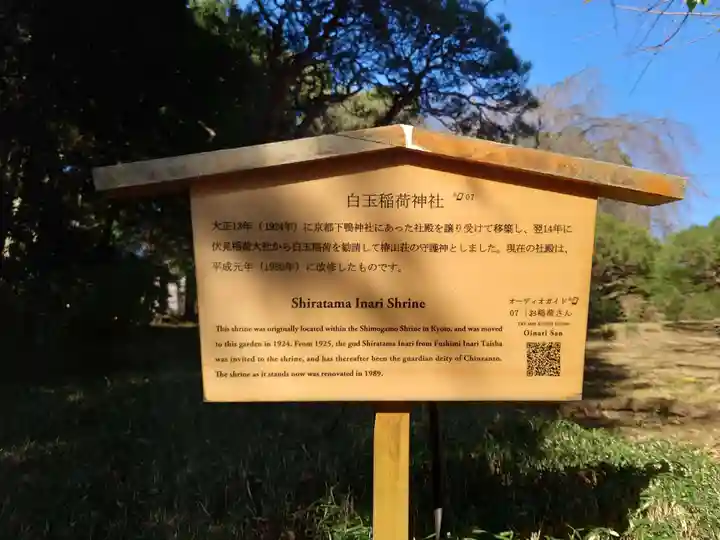 白玉稲荷神社 07
大正13年（1924年）に京都下鴨神社にあった社殿を譲り受けて移築し、翌14年に
伏見稲荷大社から白玉稲荷を勧請して椿山荘の守護神としました。現在の社殿は、
平成元年（1989年）に改修したものです。
Shiratama Inari Shrine
This shrine was originally located within the Shimogamo Shrine in Kyoto, and was moved
to this garden in 1924. From 1925, the god Shiratama Inari from Fushimi Inari Taisha
was invited to the shrine, and has thereafter been the guardian deity of Chinzanso.
The shrine as it stands now was renovated in 1989.
オーディオガイド
07｜お稲荷さん
Oinari San